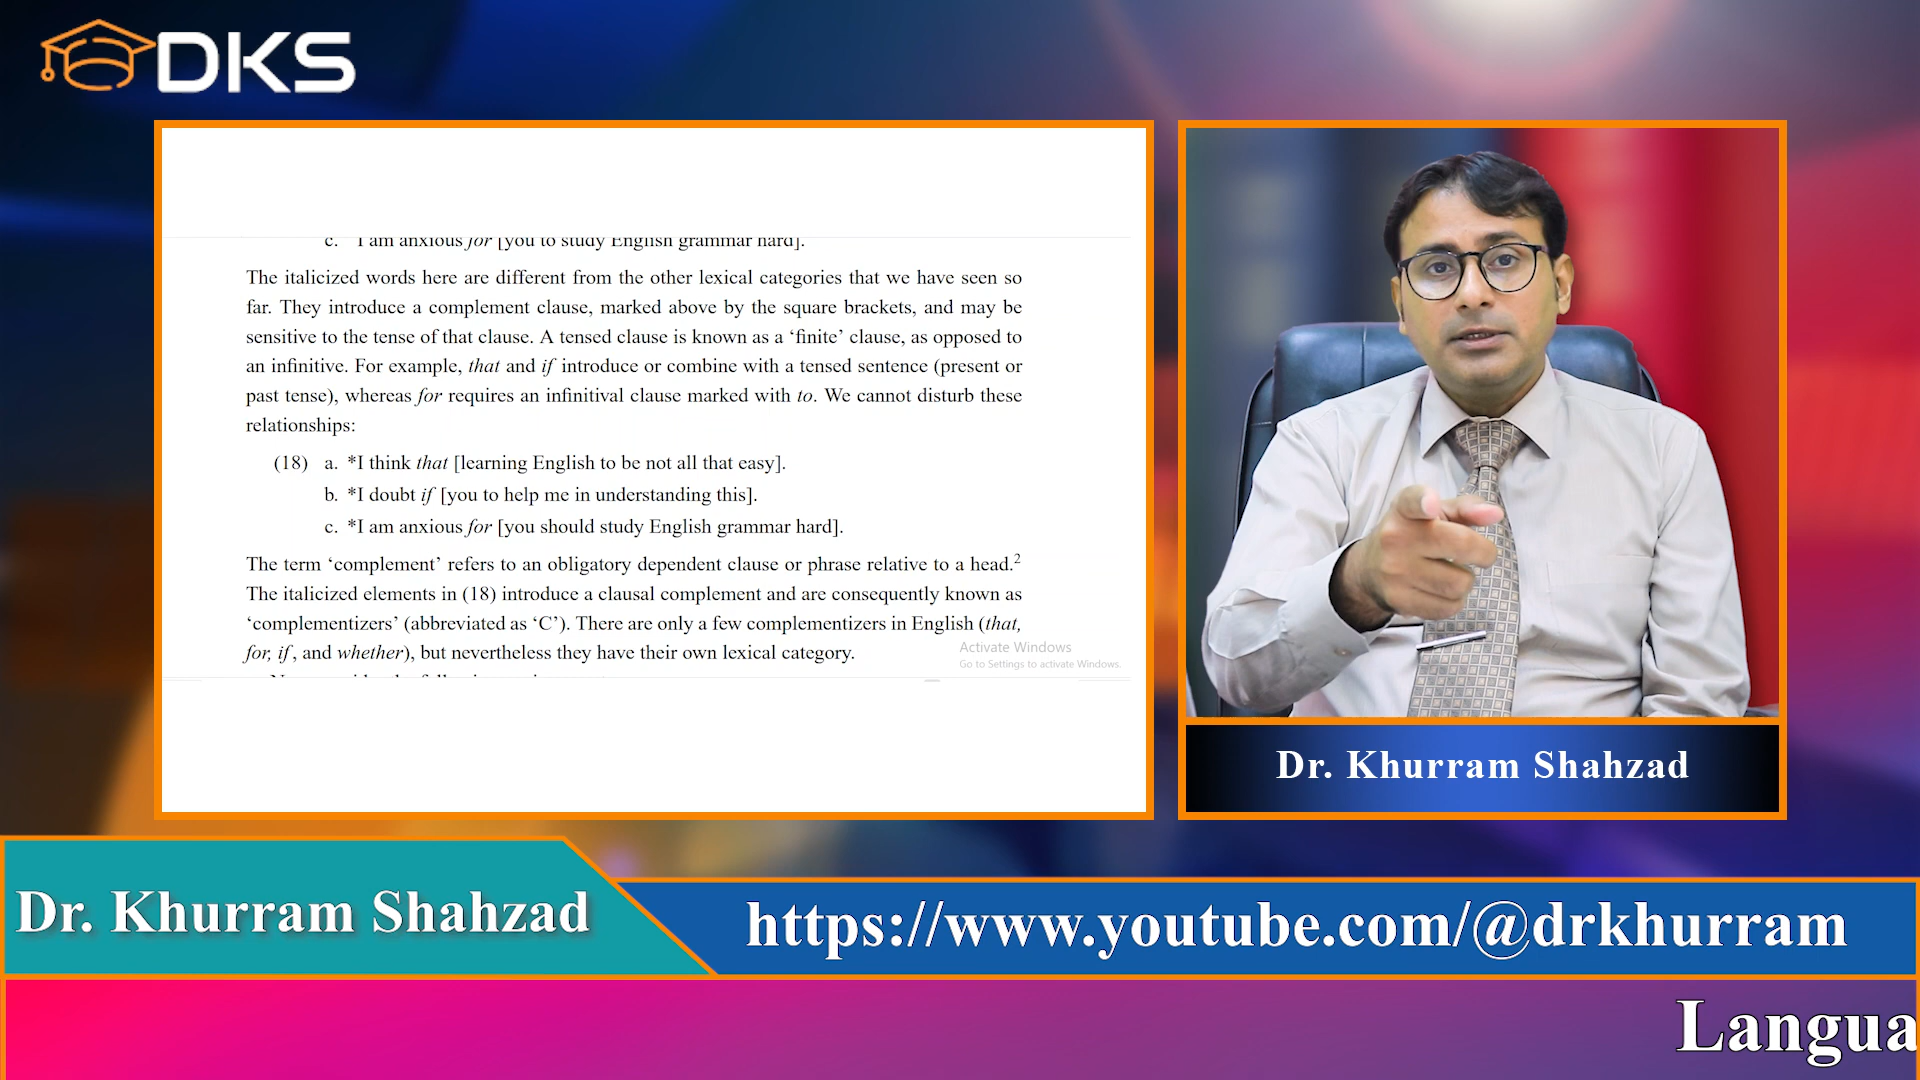 DKS
c. I am anxious for [you to study English grammar hard].
The italicized words here are different from the other lexical categories that we have seen so
far. They introduce a complement clause, marked above by the square brackets, and may be
sensitive to the tense of that clause. A tensed clause is known as a ‘finite’ clause, as opposed to
an infinitive. For example, that and if introduce or combine with a tensed sentence (present or
past tense), whereas for requires an infinitival clause marked with to. We cannot disturb these
relationships:
(18) a. *I think that [learning English to be not all that easy].
b. *I doubt if [you to help me in understanding this].
c. *I am anxious for [you should study English grammar hard].
The term ‘complement’ refers to an obligatory dependent clause or phrase relative to a head.2
The italicized elements in (18) introduce a clausal complement and are consequently known as
‘complementizers’ (abbreviated as ‘C’). There are only a few complementizers in English (that,
for, if, and whether), but nevertheless they have their own lexical category.
Activate Windows
Go to Settings to activate Windows.
Dr. Khurram Shahzad
Dr. Khurram Shahzad
https://www.youtube.com/@drkhurram
Langua